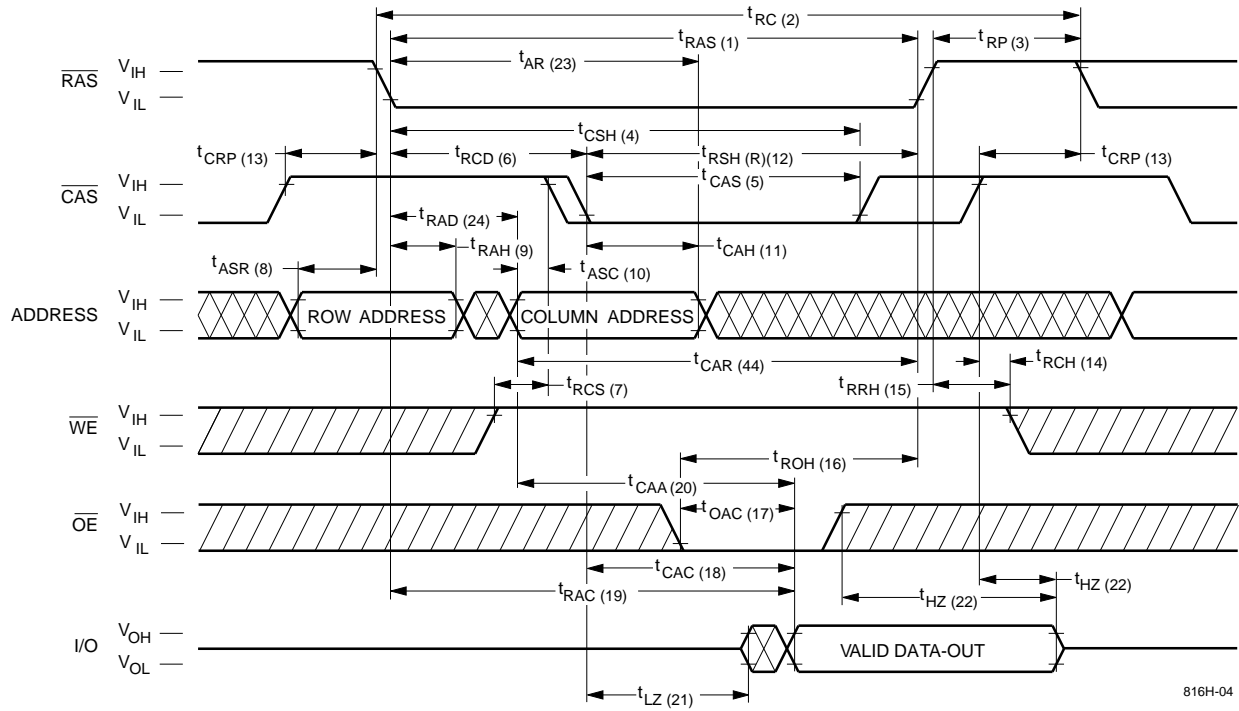 tRC (2)
tRAS (1)
tRP (3)
tAR (23)
RAS
VIH
VIL
tCSH (4)
tCRP (13)
tRCD (6)
tRSH (R)(12)
tCRP (13)
tCAS (5)
CAS
VIH
VIL
tRAD (24)
tRAH (9)
tCAH (11)
tASR (8)
tASC (10)
ADDRESS
VIH
VIL
ROW ADDRESS
COLUMN ADDRESS
tCAR (44)
tRCH (14)
tRCS (7)
tRRH (15)
WE
VIH
VIL
tROH (16)
tCAA (20)
tOAC (17)
OE
VIH
VIL
tCAC (18)
tRAC (19)
tHZ (22)
tHZ (22)
I/O
VOH
VOL
VALID DATA-OUT
tLZ (21)
816H-04